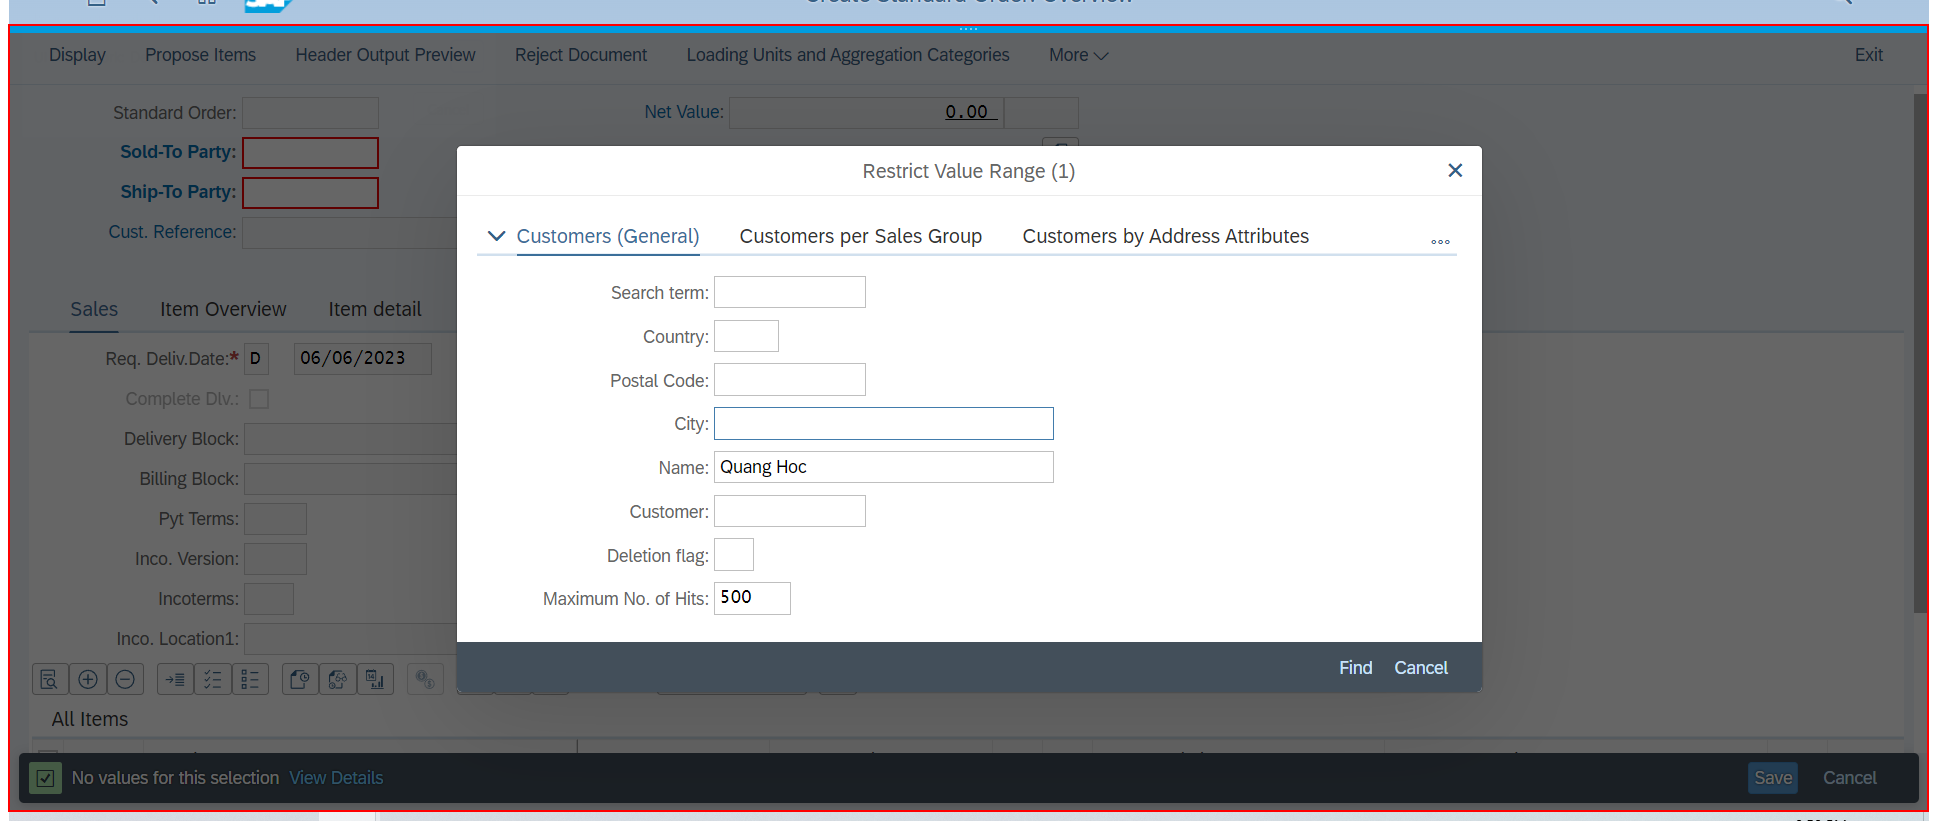 Create Standard Order: Overview
Display Propose Items Header Output Preview Reject Document Loading Units and Aggregation Categories More Exit
Standard Order: Net Value: 0.00
Sold-To Party:
Ship-To Party:
Cust. Reference:
Restrict Value Range (1)
Customers (General) Customers per Sales Group Customers by Address Attributes
Search term:
Country:
Postal Code:
City:
Name: Quang Hoc
Customer:
Deletion flag:
Maximum No. of Hits: 500
Find Cancel
Sales Item Overview Item detail
Req. Deliv.Date:* D 06/06/2023
Complete Dlv.:
Delivery Block:
Billing Block:
Pyt Terms:
Inco. Version:
Incoterms:
Inco. Location1:
All Items
No values for this selection View Details Save Cancel